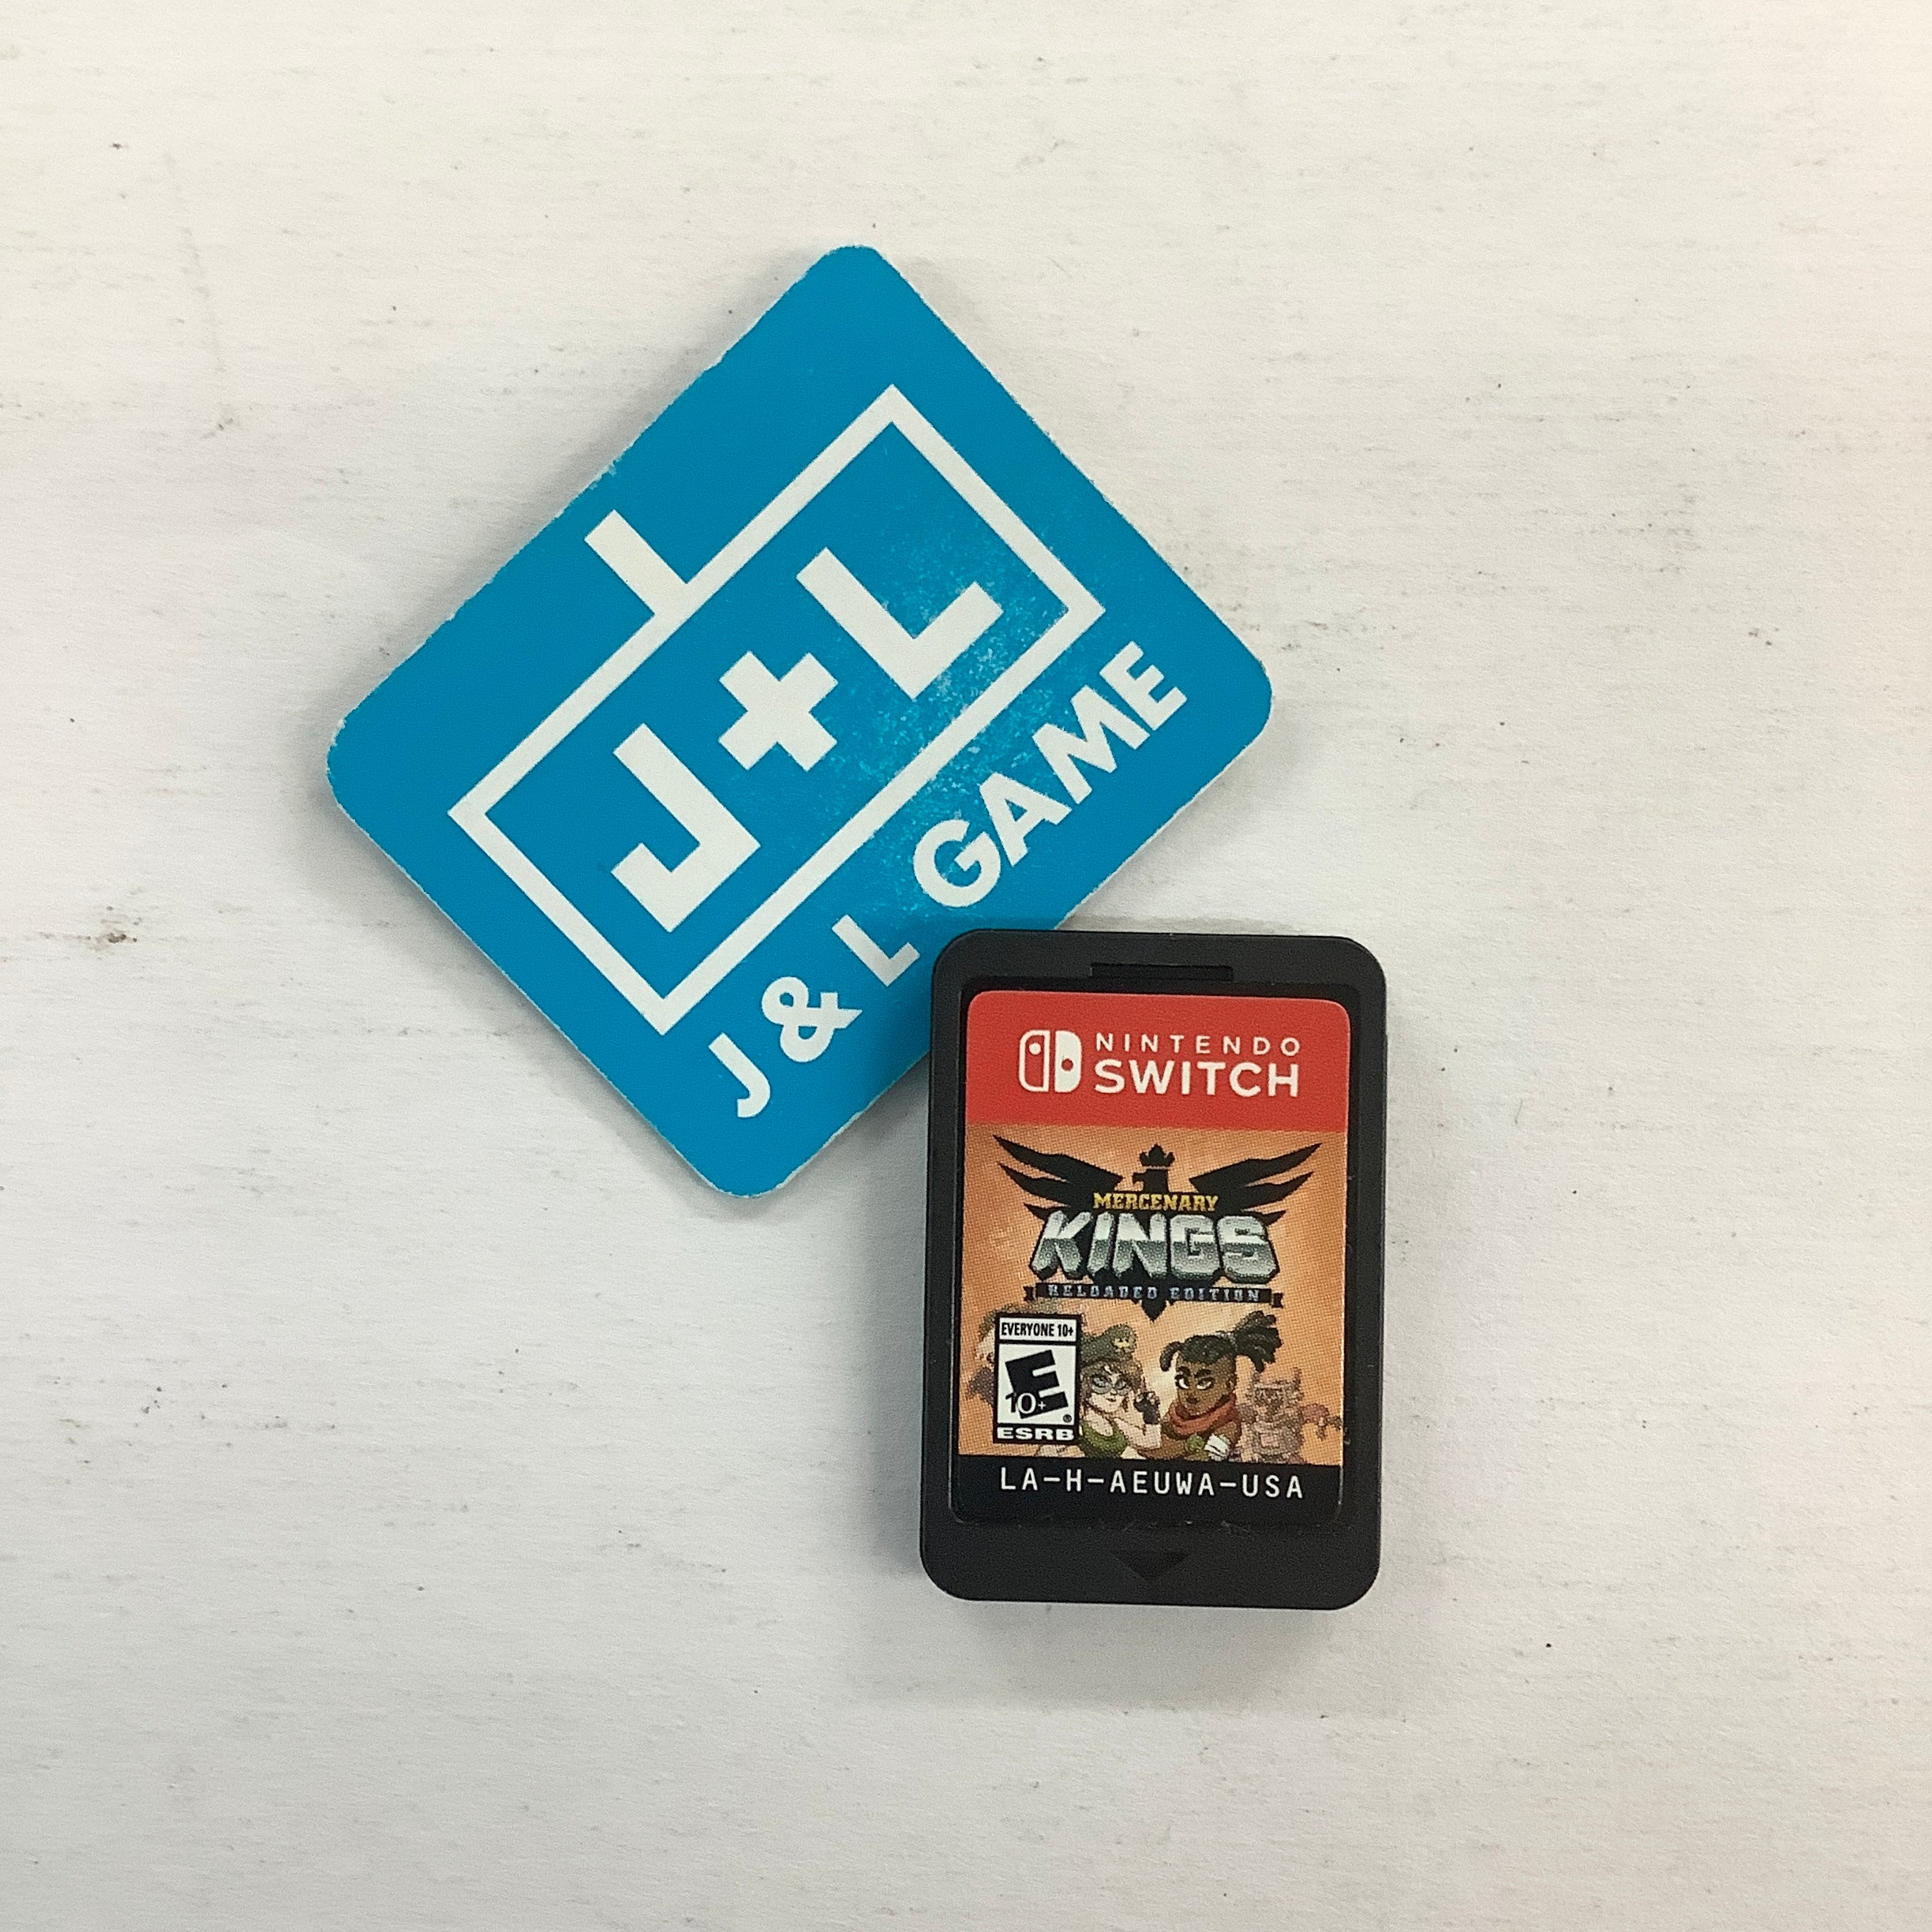 J+L
J & L GAME
NINTENDO
SWITCH
MERCENARY
KINGS
RELOADED EDITION
EVERYONE 10+
E
10+
®
ESRB
LA-H-AEUWA-USA